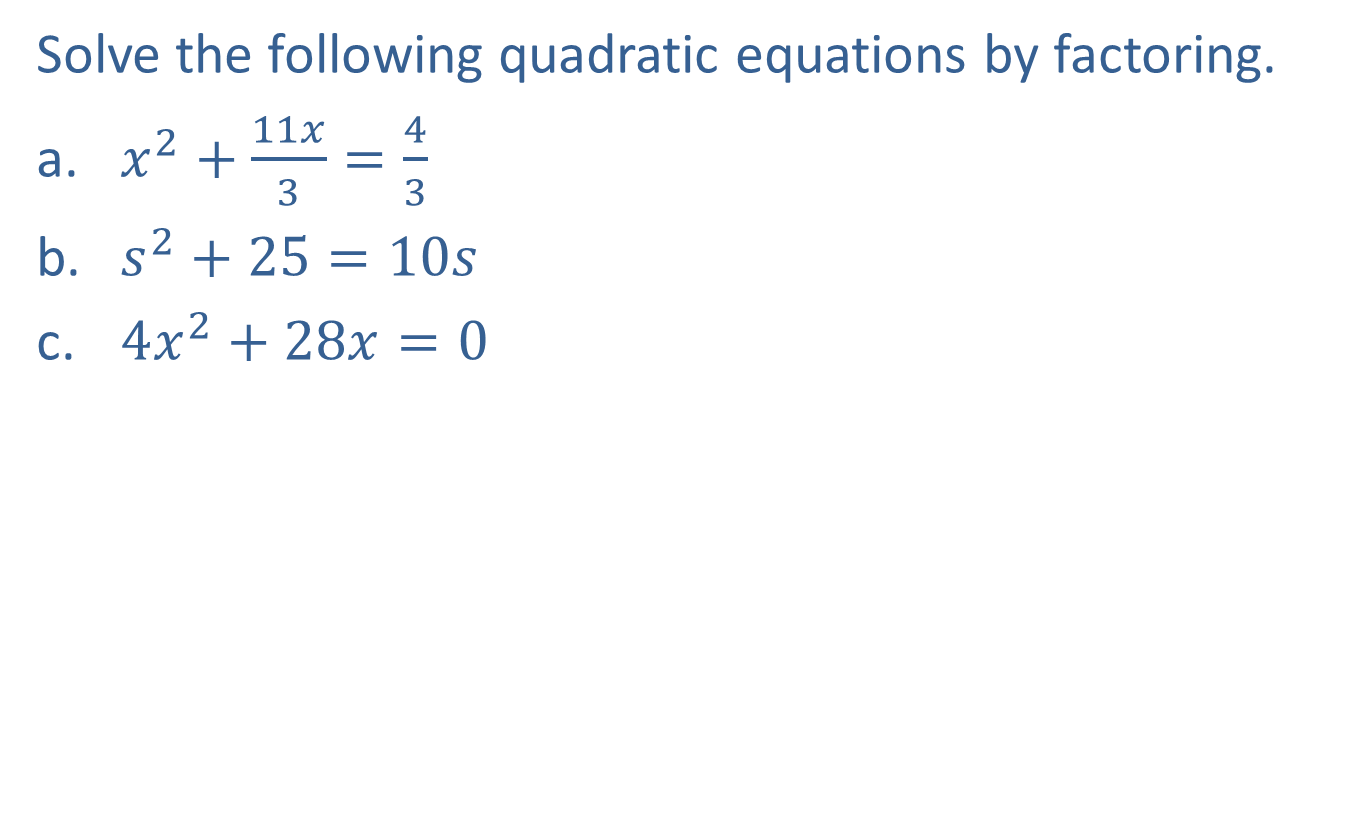 Solve the following quadratic equations by factoring.
a. x² + 11x/3 = 4/3
b. s² + 25 = 10s
c. 4x² + 28x = 0